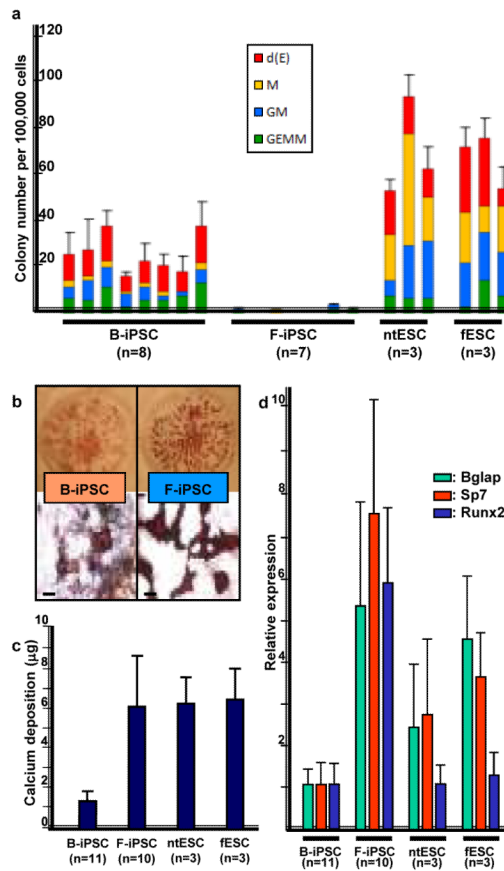 a
Colony number per 100,000 cells
120
100
80
60
40
20
d(E)
M
GM
GEMM
B-iPSC
(n=8)
F-iPSC
(n=7)
ntESC
(n=3)
fESC
(n=3)
b
B-iPSC
F-iPSC
c
Calcium deposition (µg)
10
8
6
4
2
0
B-iPSC
(n=11)
F-iPSC
(n=10)
ntESC
(n=3)
fESC
(n=3)
d
Relative expression
10
8
6
4
2
: Bglap
: Sp7
: Runx2
B-iPSC
(n=11)
F-iPSC
(n=10)
ntESC
(n=3)
fESC
(n=3)